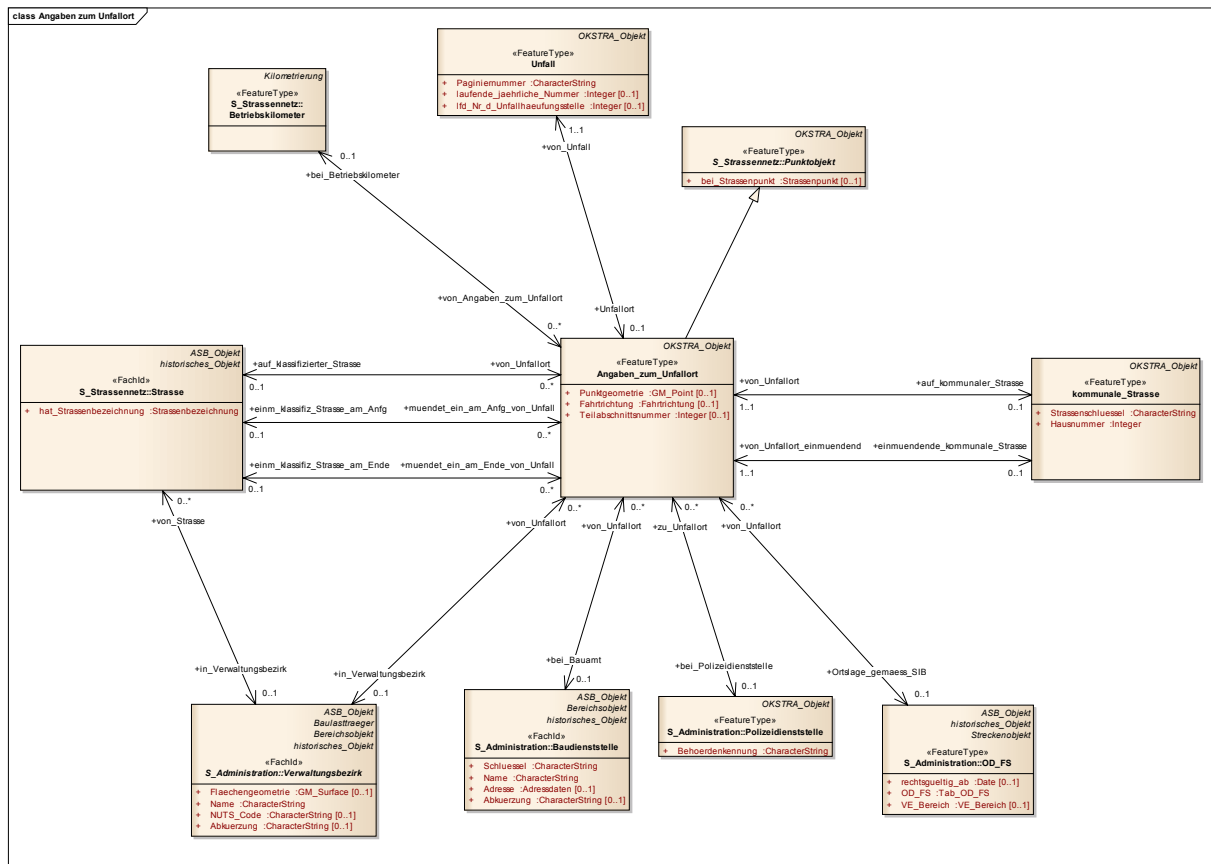 class Angaben zum Unfallort
OKSTRA_Objekt
«FeatureType»
Unfall
+ Paginiernummer :CharacterString
+ laufende_jaehrliche_Nummer :Integer [0..1]
+ lfd_Nr_d_Unfallhaeufungsstelle :Integer [0..1]
Kilometrierung
«FeatureType»
S_Strassennetz::
Betriebskilometer
OKSTRA_Objekt
«FeatureType»
S_Strassennetz::Punktobjekt
+ bei_Strassenpunkt :Strassenpunkt [0..1]
0..1
+bei_Betriebskilometer
1..1
+von_Unfall
+von_Angaben_zum_Unfallort
0..*
+Unfallort
0..1
ASB_Objekt
historisches_Objekt
«FachId»
S_Strassennetz::Strasse
+ hat_Strassenbezeichnung :Strassenbezeichnung
+auf_klassifizierter_Strasse
0..1
+von_Unfallort
0..*
+einm_klassifiz_Strasse_am_Anfg
0..1
+muendet_ein_am_Anfg_von_Unfall
0..*
+einm_klassifiz_Strasse_am_Ende
0..1
+muendet_ein_am_Ende_von_Unfall
0..*
OKSTRA_Objekt
«FeatureType»
Angaben_zum_Unfallort
+ Punktgeometrie :GM_Point [0..1]
+ Fahrtrichtung :Fahrtrichtung [0..1]
+ Teilabschnittsnummer :Integer [0..1]
+von_Unfallort
1..1
+auf_kommunaler_Strasse
0..1
+von_Unfallort_einmuendend
1..1
+einmuendende_kommunale_Strasse
0..1
OKSTRA_Objekt
«FeatureType»
kommunale_Strasse
+ Strassenschluessel :CharacterString
+ Hausnummer :Integer
0..*
+von_Strasse
0..*
+von_Unfallort
0..*
+von_Unfallort
0..*
+zu_Unfallort
0..*
+von_Unfallort
+in_Verwaltungsbezirk
0..1
+in_Verwaltungsbezirk
0..1
+bei_Bauamt
0..1
+bei_Polizeidienststelle
0..1
+Ortslage_gemaess_SIB
0..1
ASB_Objekt
Baulasttraeger
Bereichsobjekt
historisches_Objekt
«FachId»
S_Administration::Verwaltungsbezirk
+ Flaechengeometrie :GM_Surface [0..1]
+ Name :CharacterString
+ NUTS_Code :CharacterString [0..1]
+ Abkuerzung :CharacterString [0..1]
ASB_Objekt
Bereichsobjekt
historisches_Objekt
«FachId»
S_Administration::Baudienststelle
+ Schluessel :CharacterString
+ Name :CharacterString
+ Adresse :Adressdaten [0..1]
+ Abkuerzung :CharacterString [0..1]
OKSTRA_Objekt
«FeatureType»
S_Administration::Polizeidienststelle
+ Behoerdenkennung :CharacterString
ASB_Objekt
historisches_Objekt
Streckenobjekt
«FeatureType»
S_Administration::OD_FS
+ rechtsgueltig_ab :Date [0..1]
+ OD_FS :Tab_OD_FS
+ VE_Bereich :VE_Bereich [0..1]